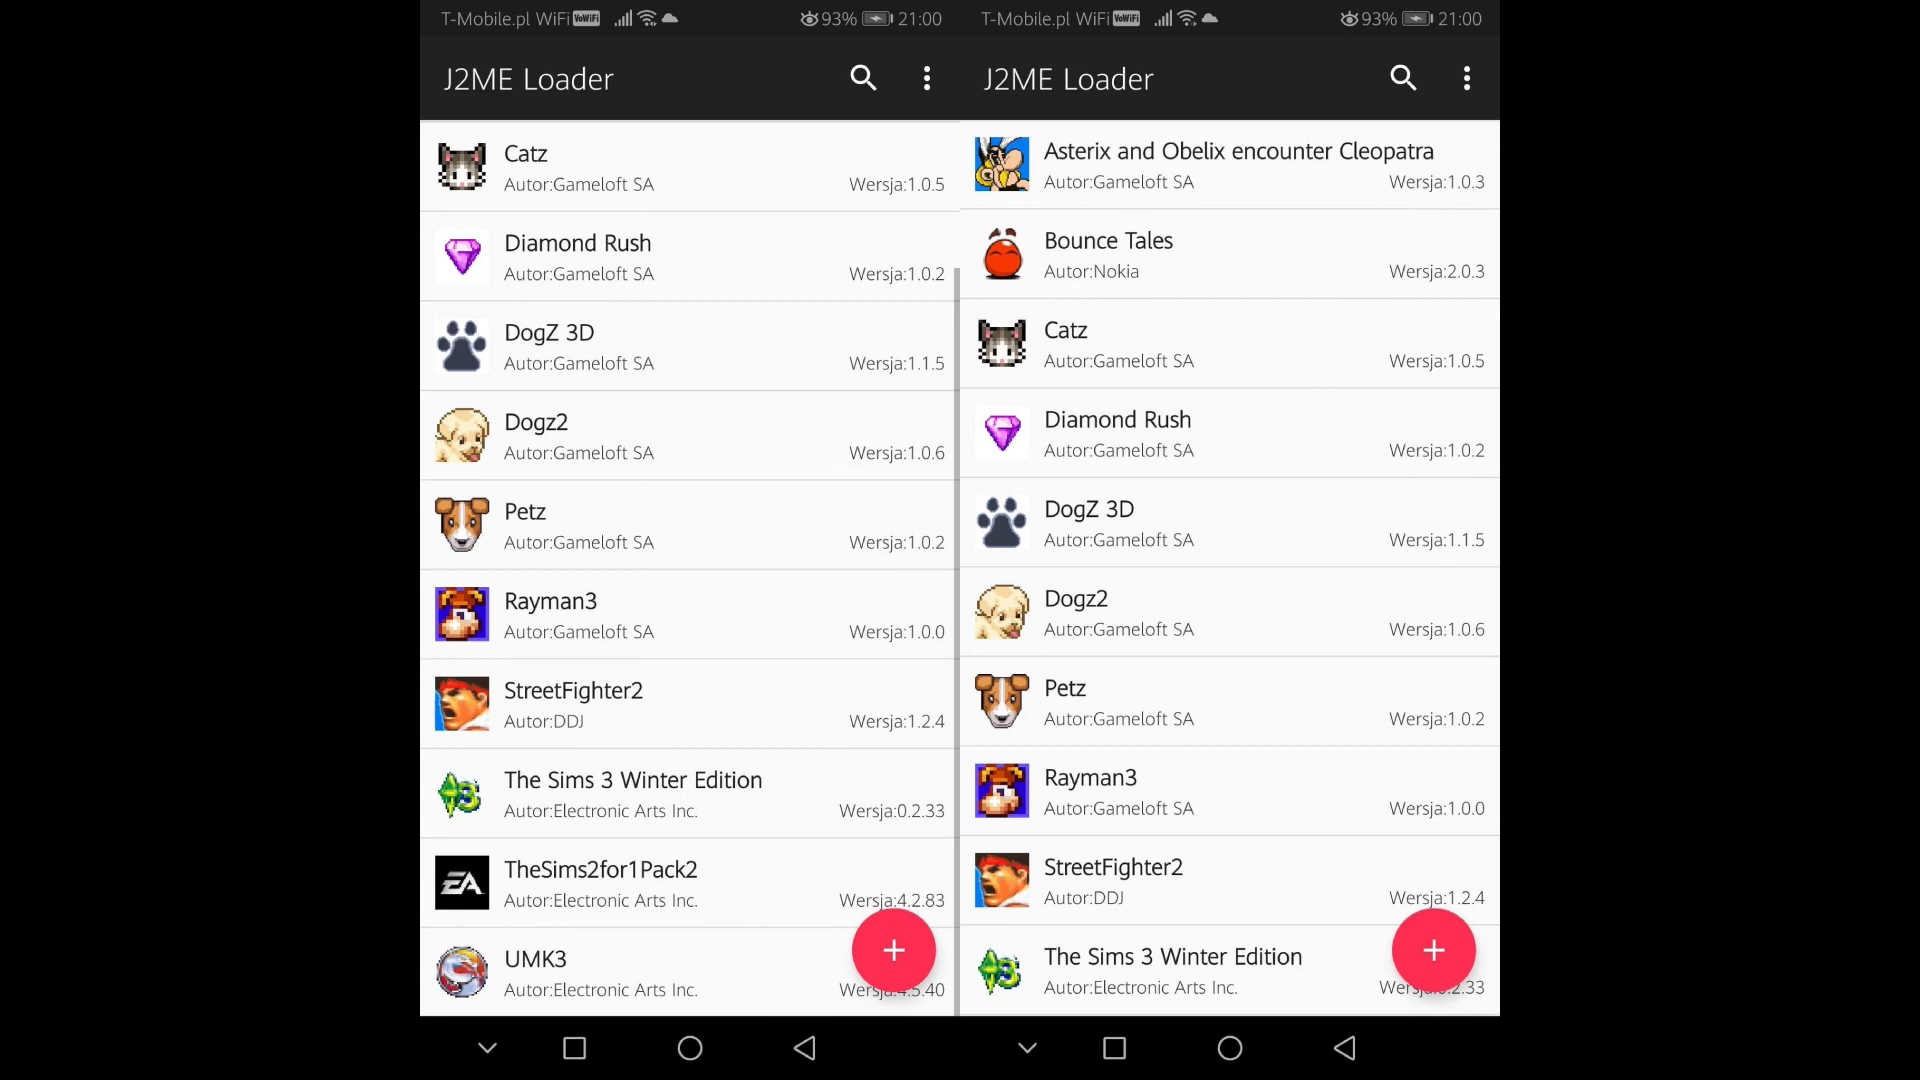 T-Mobile.pl WiFi VoWiFi 93% 21:00
J2ME Loader
Catz
Autor:Gameloft SA Wersja:1.0.5
Diamond Rush
Autor:Gameloft SA Wersja:1.0.2
DogZ 3D
Autor:Gameloft SA Wersja:1.1.5
Dogz2
Autor:Gameloft SA Wersja:1.0.6
Petz
Autor:Gameloft SA Wersja:1.0.2
Rayman3
Autor:Gameloft SA Wersja:1.0.0
StreetFighter2
Autor:DDJ Wersja:1.2.4
The Sims 3 Winter Edition
Autor:Electronic Arts Inc. Wersja:0.2.33
EA
TheSims2for1Pack2
Autor:Electronic Arts Inc. Wersja:4.2.83
UMK3
Autor:Electronic Arts Inc.
T-Mobile.pl WiFi VoWiFi 93% 21:00
J2ME Loader
Asterix and Obelix encounter Cleopatra
Autor:Gameloft SA Wersja:1.0.3
Bounce Tales
Autor:Nokia Wersja:2.0.3
Catz
Autor:Gameloft SA Wersja:1.0.5
Diamond Rush
Autor:Gameloft SA Wersja:1.0.2
DogZ 3D
Autor:Gameloft SA Wersja:1.1.5
Dogz2
Autor:Gameloft SA Wersja:1.0.6
Petz
Autor:Gameloft SA Wersja:1.0.2
Rayman3
Autor:Gameloft SA Wersja:1.0.0
StreetFighter2
Autor:DDJ Wersja:1.2.4
The Sims 3 Winter Edition
Autor:Electronic Arts Inc. Wersja:0.2.33